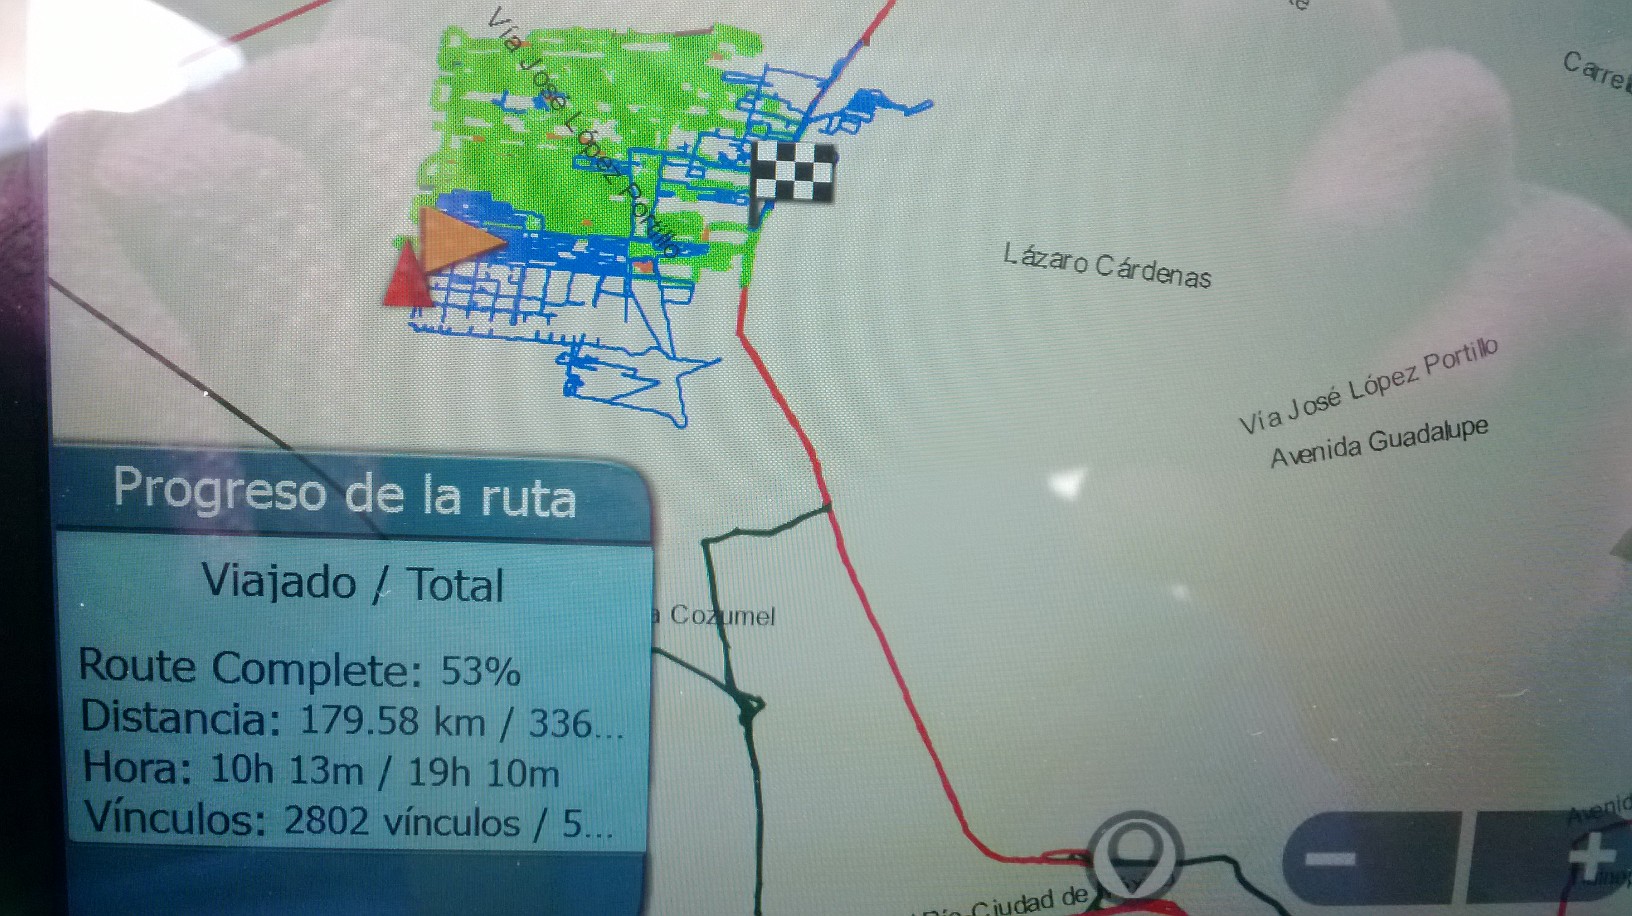 Vía José López Portillo
Carre
Lázaro Cárdenas
Vía José López Portillo
Avenida Guadalupe
Progreso de la ruta
Viajado / Total
Route Complete: 53%
Distancia: 179.58 km / 336...
Hora: 10h 13m / 19h 10m
Vínculos: 2802 vínculos / 5...
a Cozumel
Avenid
Ciudad de